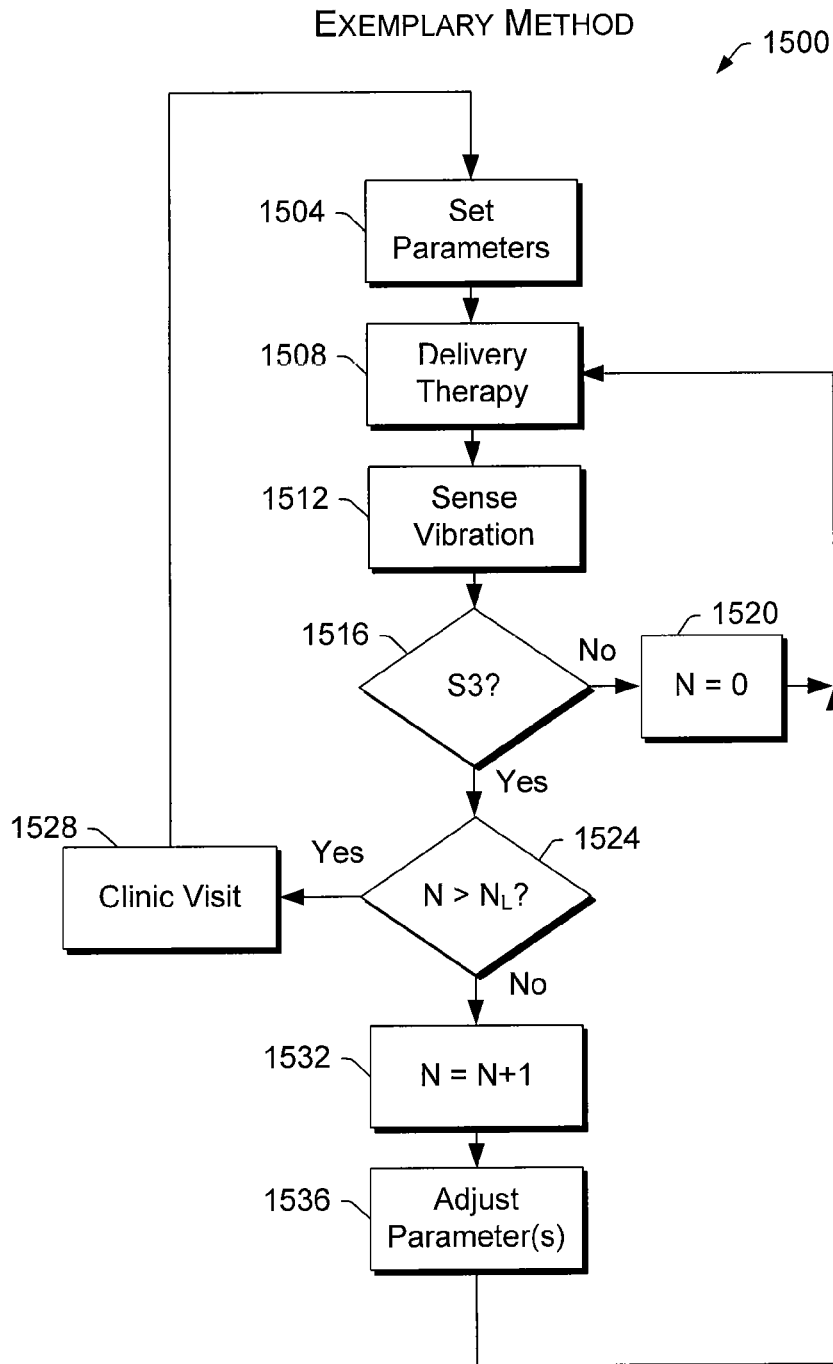 EXEMPLARY METHOD
1500
1504
Set
Parameters
1508
Delivery
Therapy
1512
Sense
Vibration
1516
S3?
No
1520
N = 0
Yes
1524
N > NL?
Yes
1528
Clinic Visit
No
1532
N = N+1
1536
Adjust
Parameter(s)